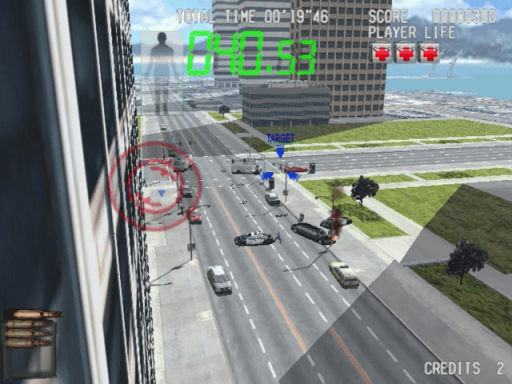 TOTAL TIME 00'19"46
SCORE 00000300
PLAYER LIFE
040.53
TARGET
CREDITS 2